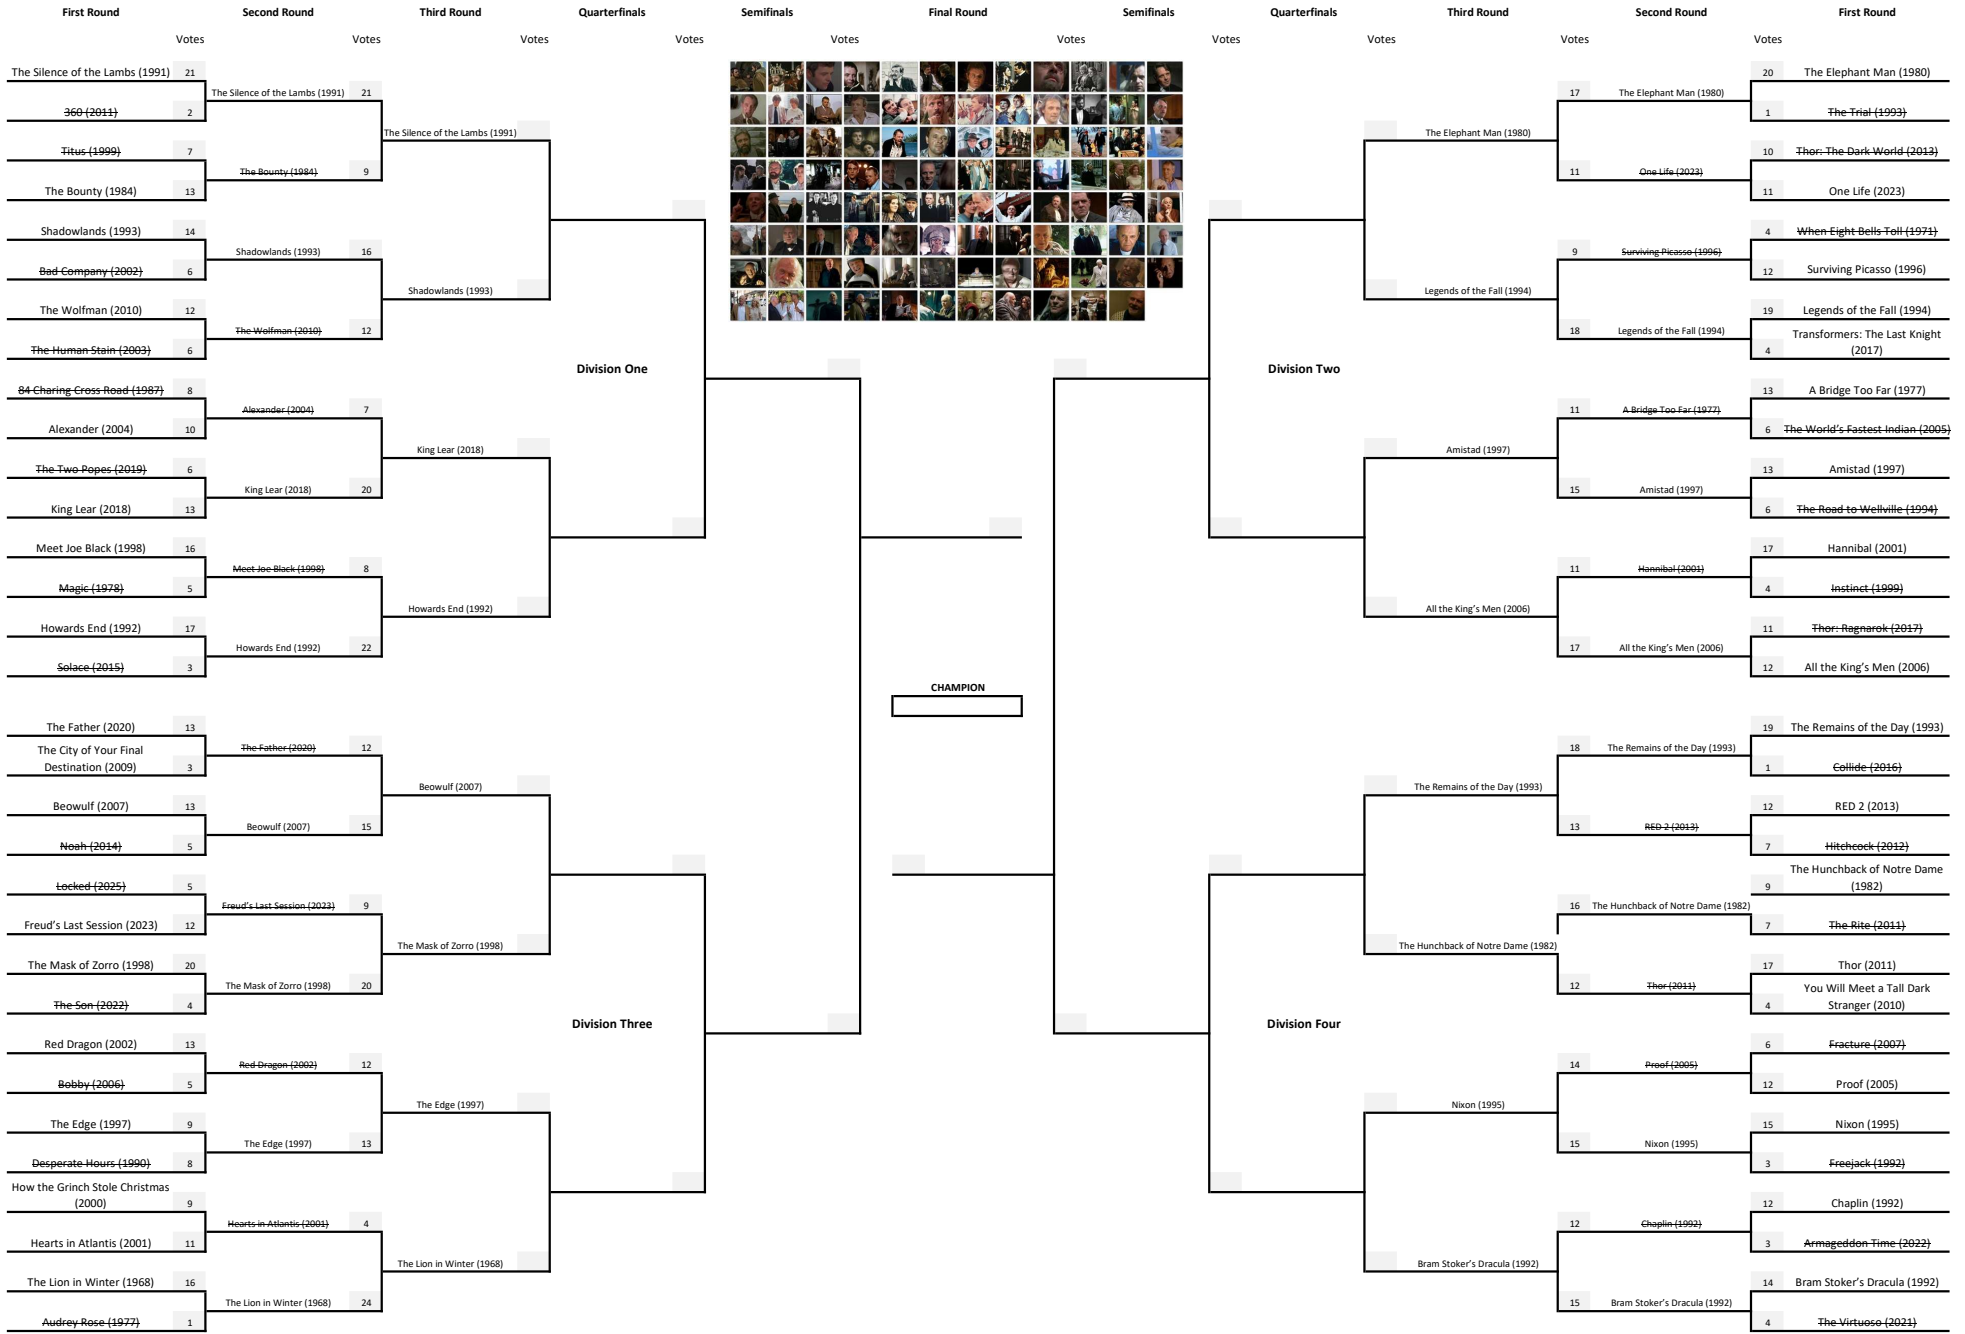 First Round
Second Round
Third Round
Quarterfinals
Semifinals
Final Round
Semifinals
Quarterfinals
Third Round
Second Round
First Round
Votes
Votes
Votes
Votes
Votes
Votes
Votes
Votes
Votes
Votes
The Silence of the Lambs (1991) 21
360 (2011) 2
Titus (1999) 7
The Bounty (1984) 13
Shadowlands (1993) 14
Bad Company (2002) 6
The Wolfman (2010) 12
The Human Stain (2003) 6
84 Charing Cross Road (1987) 8
Alexander (2004) 10
The Two Popes (2019) 6
King Lear (2018) 13
Meet Joe Black (1998) 16
Magic (1978) 5
Howards End (1992) 17
Solace (2015) 3
The Silence of the Lambs (1991) 21
The Bounty (1984) 9
Shadowlands (1993) 16
The Wolfman (2010) 12
Alexander (2004) 7
King Lear (2018) 20
Meet Joe Black (1998) 8
Howards End (1992) 22
The Silence of the Lambs (1991)
Shadowlands (1993)
King Lear (2018)
Howards End (1992)
Division One
The Father (2020) 13
The City of Your Final
Destination (2009) 3
Beowulf (2007) 13
Noah (2014) 5
Locked (2025) 5
Freud's Last Session (2023) 12
The Mask of Zorro (1998) 20
The Son (2022) 4
Red Dragon (2002) 13
Bobby (2006) 5
The Edge (1997) 9
Desperate Hours (1990) 8
How the Grinch Stole Christmas
(2000) 9
Hearts in Atlantis (2001) 11
The Lion in Winter (1968) 16
Audrey Rose (1977) 1
The Father (2020) 12
Beowulf (2007) 15
Freud's Last Session (2023) 9
The Mask of Zorro (1998) 20
Red Dragon (2002) 12
The Edge (1997) 13
Hearts in Atlantis (2001) 4
The Lion in Winter (1968) 24
Beowulf (2007)
The Mask of Zorro (1998)
The Edge (1997)
The Lion in Winter (1968)
Division Three
CHAMPION
Division Two
The Elephant Man (1980)
Legends of the Fall (1994)
Amistad (1997)
All the King's Men (2006)
17 The Elephant Man (1980)
11 One Life (2023)
9 Surviving Picasso (1996)
18 Legends of the Fall (1994)
11 A Bridge Too Far (1977)
15 Amistad (1997)
11 Hannibal (2001)
17 All the King's Men (2006)
20 The Elephant Man (1980)
1 The Trial (1993)
10 Thor: The Dark World (2013)
11 One Life (2023)
4 When Eight Bells Toll (1971)
12 Surviving Picasso (1996)
19 Legends of the Fall (1994)
Transformers: The Last Knight
4 (2017)
13 A Bridge Too Far (1977)
6 The World's Fastest Indian (2005)
13 Amistad (1997)
6 The Road to Wellville (1994)
17 Hannibal (2001)
4 Instinct (1999)
11 Thor: Ragnarok (2017)
12 All the King's Men (2006)
Division Four
The Remains of the Day (1993)
The Hunchback of Notre Dame (1982)
Nixon (1995)
Bram Stoker's Dracula (1992)
18 The Remains of the Day (1993)
13 RED 2 (2013)
16 The Hunchback of Notre Dame (1982)
12 Thor (2011)
14 Proof (2005)
15 Nixon (1995)
12 Chaplin (1992)
15 Bram Stoker's Dracula (1992)
19 The Remains of the Day (1993)
1 Collide (2016)
12 RED 2 (2013)
7 Hitchcock (2012)
The Hunchback of Notre Dame
9 (1982)
7 The Rite (2011)
17 Thor (2011)
You Will Meet a Tall Dark
4 Stranger (2010)
6 Fracture (2007)
12 Proof (2005)
15 Nixon (1995)
3 Freejack (1992)
12 Chaplin (1992)
3 Armageddon Time (2022)
14 Bram Stoker's Dracula (1992)
4 The Virtuoso (2021)